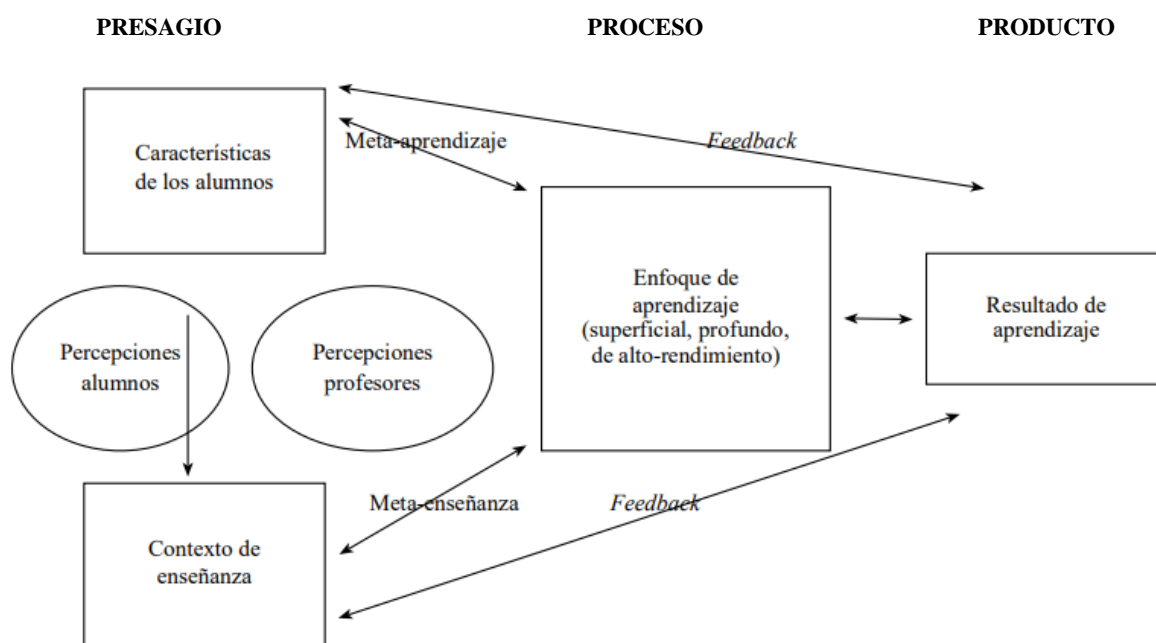 PRESAGIO
PROCESO
PRODUCTO
Características
de los alumnos
Meta-aprendizaje
Feedback
Enfoque de
aprendizaje
(superficial, profundo,
de alto-rendimiento)
Resultado de
aprendizaje
Percepciones
alumnos
Percepciones
profesores
Meta-enseñanza
Feedback
Contexto de
enseñanza